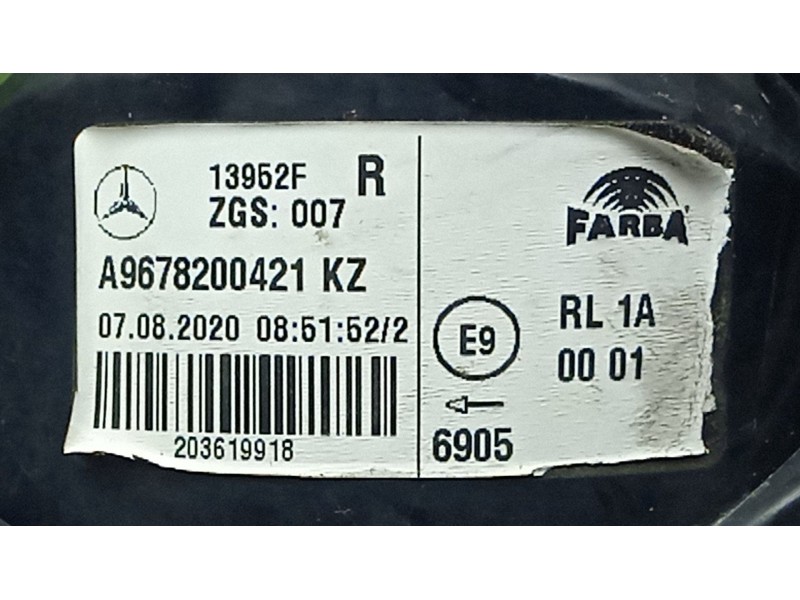 13952F R
ZGS: 007
A9678200421 KZ
07.08.2020 08:51:52/2
203619918
FARBA
E9
RL 1A
00 01
6905